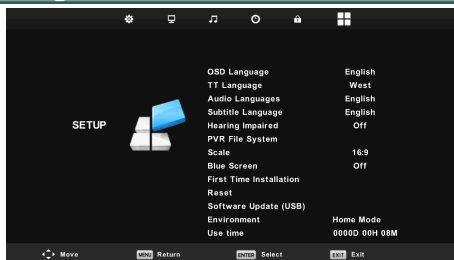 SETUP
OSD Language English
TT Language West
Audio Languages English
Subtitle Language English
Hearing Impaired Off
PVR File System
Scale 16:9
Blue Screen Off
First Time Installation
Reset
Software Update (USB)
Environment Home Mode
Use time 0000D 00H 08M
Move MENU Return ENTER Select EXIT Exit